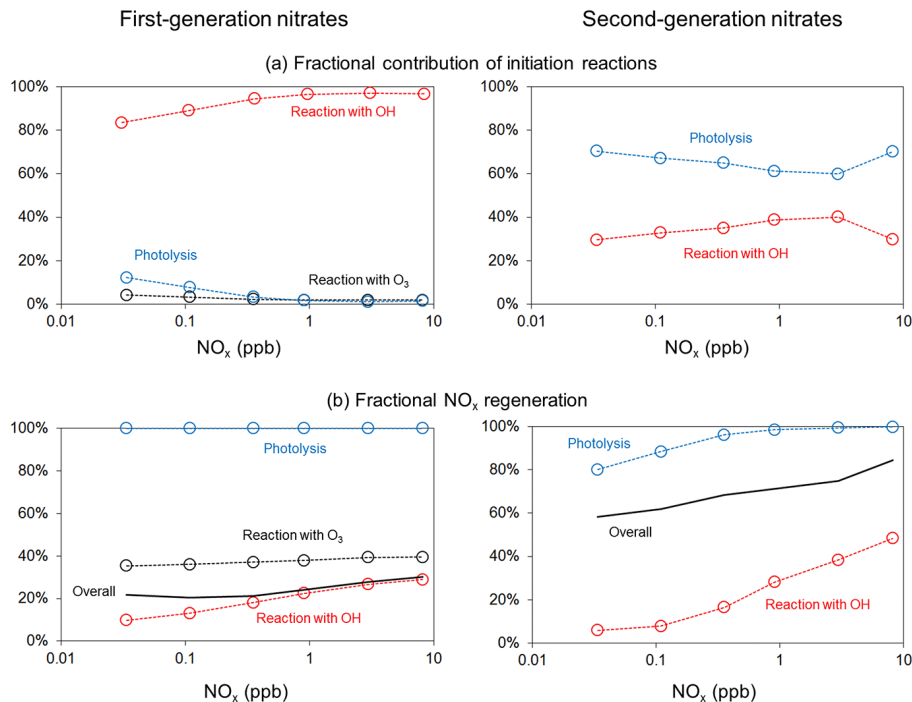 First-generation nitrates Second-generation nitrates
(a) Fractional contribution of initiation reactions
100% 100%
80% Reaction with OH 80% Photolysis
60% 60%
40% 40%
Photolysis Reaction with OH
20% Reaction with O₃ 20%
0% 0%
0.01 0.1 1 10 0.01 0.1 1 10
NOₓ (ppb) NOₓ (ppb)
(b) Fractional NOₓ regeneration
100% 100%
Photolysis Photolysis
80% 80%
60% 60%
Reaction with O₃ Overall
40% 40%
Overall
20% Reaction with OH 20% Reaction with OH
0% 0%
0.01 0.1 1 10 0.01 0.1 1 10
NOₓ (ppb) NOₓ (ppb)